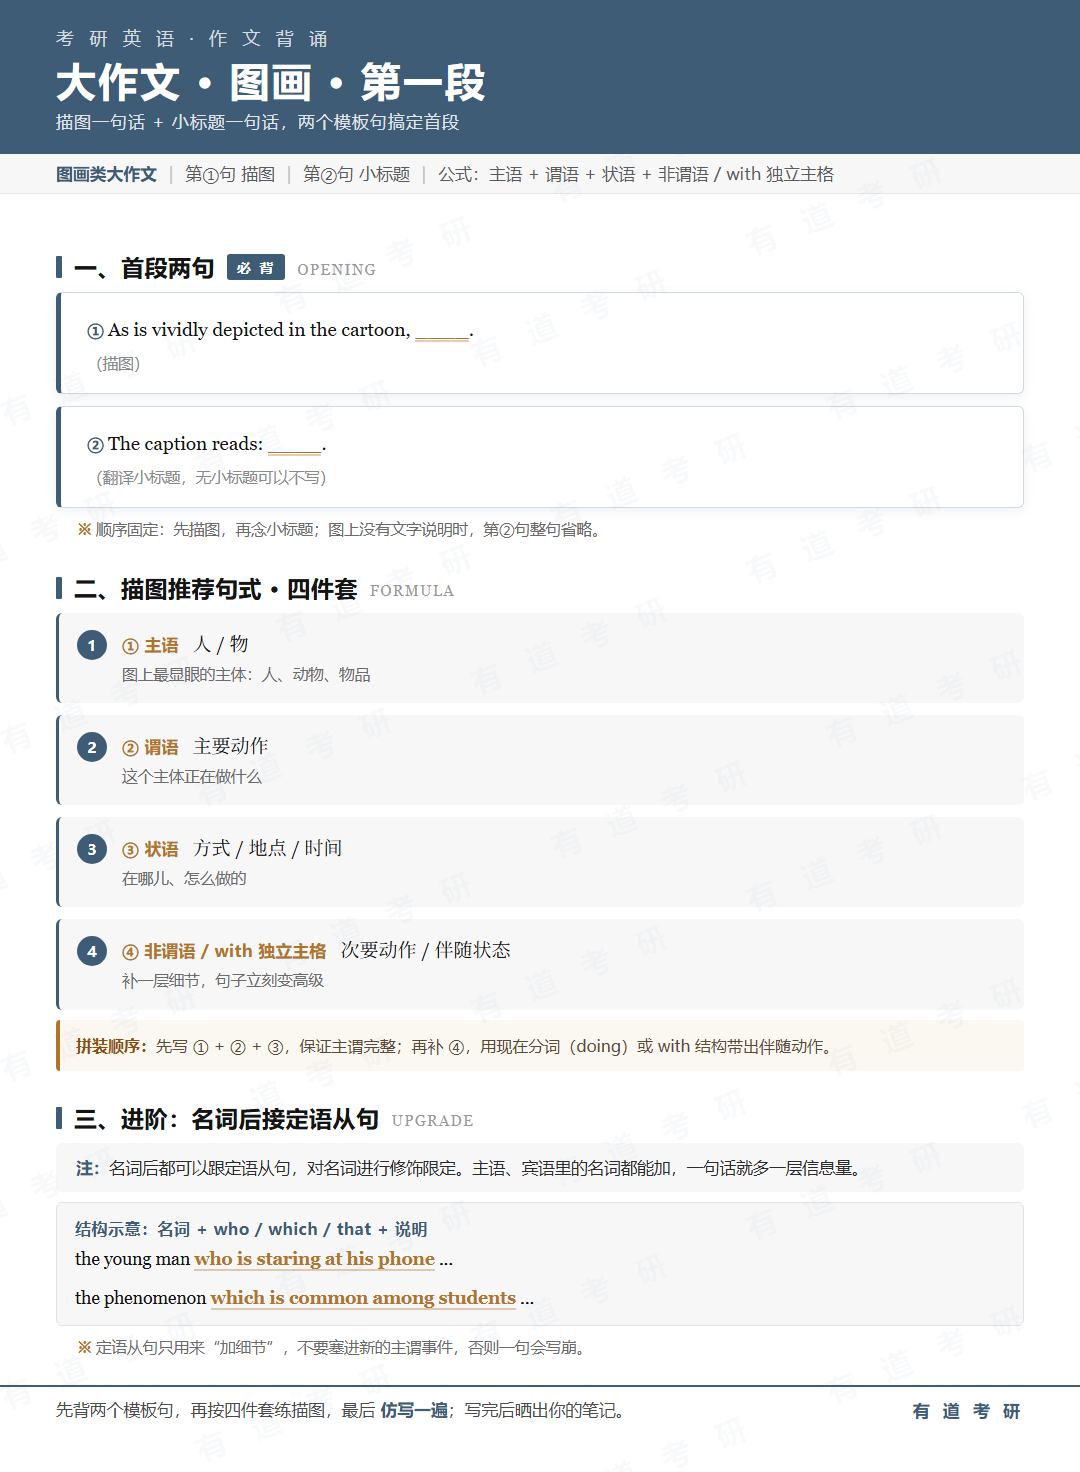 考研英语·作文背诵
大作文·图画·第一段
描图一句话 + 小标题一句话，两个模板句搞定首段
图画类大作文 | 第①句 描图 | 第②句 小标题 | 公式：主语 + 谓语 + 状语 + 非谓语 / with 独立主格
一、首段两句 必背 OPENING
① As is vividly depicted in the cartoon, _____.
（描图）
② The caption reads: _____.
（翻译小标题，无小标题可以不写）
※ 顺序固定：先描图，再念小标题；图上没有文字说明时，第②句整句省略。
二、描图推荐句式·四件套 FORMULA
1 ① 主语 人 / 物
图上最显眼的主体：人、动物、物品
2 ② 谓语 主要动作
这个主体正在做什么
3 ③ 状语 方式 / 地点 / 时间
在哪儿、怎么做的
4 ④ 非谓语 / with 独立主格 次要动作 / 伴随状态
补一层细节，句子立刻变高级
拼装顺序：先写 ① + ② + ③，保证主谓完整；再补 ④，用现在分词（doing）或 with 结构带出伴随动作。
三、进阶：名词后接定语从句 UPGRADE
注：名词后都可以跟定语从句，对名词进行修饰限定。主语、宾语里的名词都能加，一句话就多一层信息量。
结构示意：名词 + who / which / that + 说明
the young man who is staring at his phone ...
the phenomenon which is common among students ...
※ 定语从句只用来“加细节”，不要塞进新的主谓事件，否则一句会写崩。
先背两个模板句，再按四件套练描图，最后 仿写一遍；写完后晒出你的笔记。
有道考研